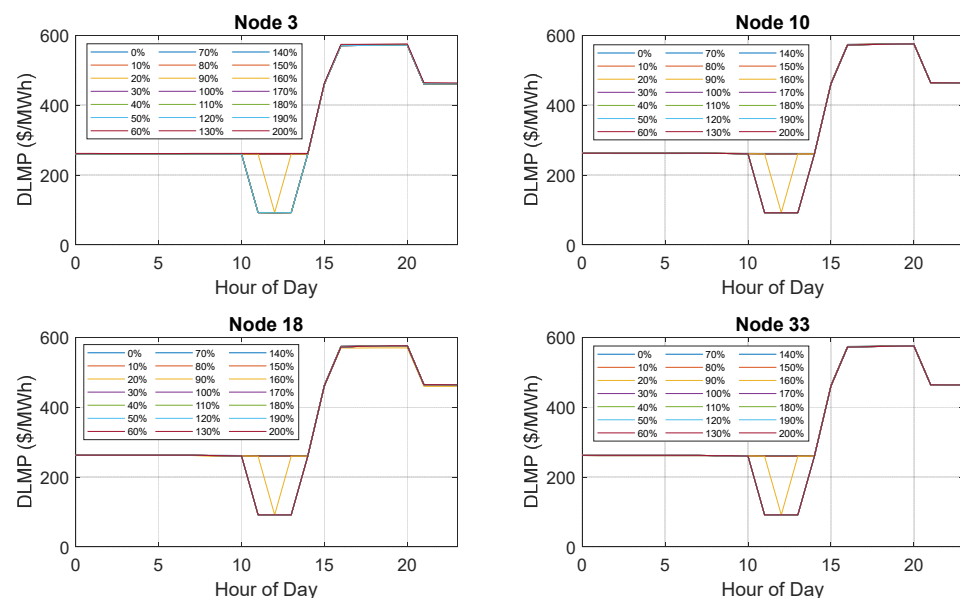 Node 3
600
400
200
0
DLMP ($/MWh)
0% 70% 140%
10% 80% 150%
20% 90% 160%
30% 100% 170%
40% 110% 180%
50% 120% 190%
60% 130% 200%
0 5 10 15 20
Hour of Day
Node 10
600
400
200
0
DLMP ($/MWh)
0% 70% 140%
10% 80% 150%
20% 90% 160%
30% 100% 170%
40% 110% 180%
50% 120% 190%
60% 130% 200%
0 5 10 15 20
Hour of Day
Node 18
600
400
200
0
DLMP ($/MWh)
0% 70% 140%
10% 80% 150%
20% 90% 160%
30% 100% 170%
40% 110% 180%
50% 120% 190%
60% 130% 200%
0 5 10 15 20
Hour of Day
Node 33
600
400
200
0
DLMP ($/MWh)
0% 70% 140%
10% 80% 150%
20% 90% 160%
30% 100% 170%
40% 110% 180%
50% 120% 190%
60% 130% 200%
0 5 10 15 20
Hour of Day